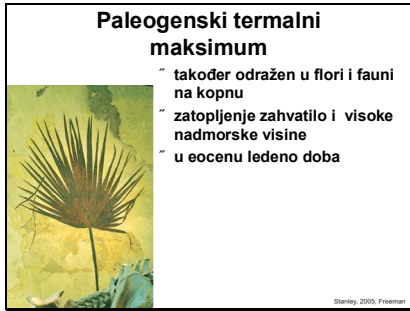 Paleogenski termalni
maksimum
˝ također odražen u flori i fauni
na kopnu
˝ zatopljenje zahvatilo i visoke
nadmorske visine
˝ u eocenu ledeno doba
Stanley, 2005, Freeman